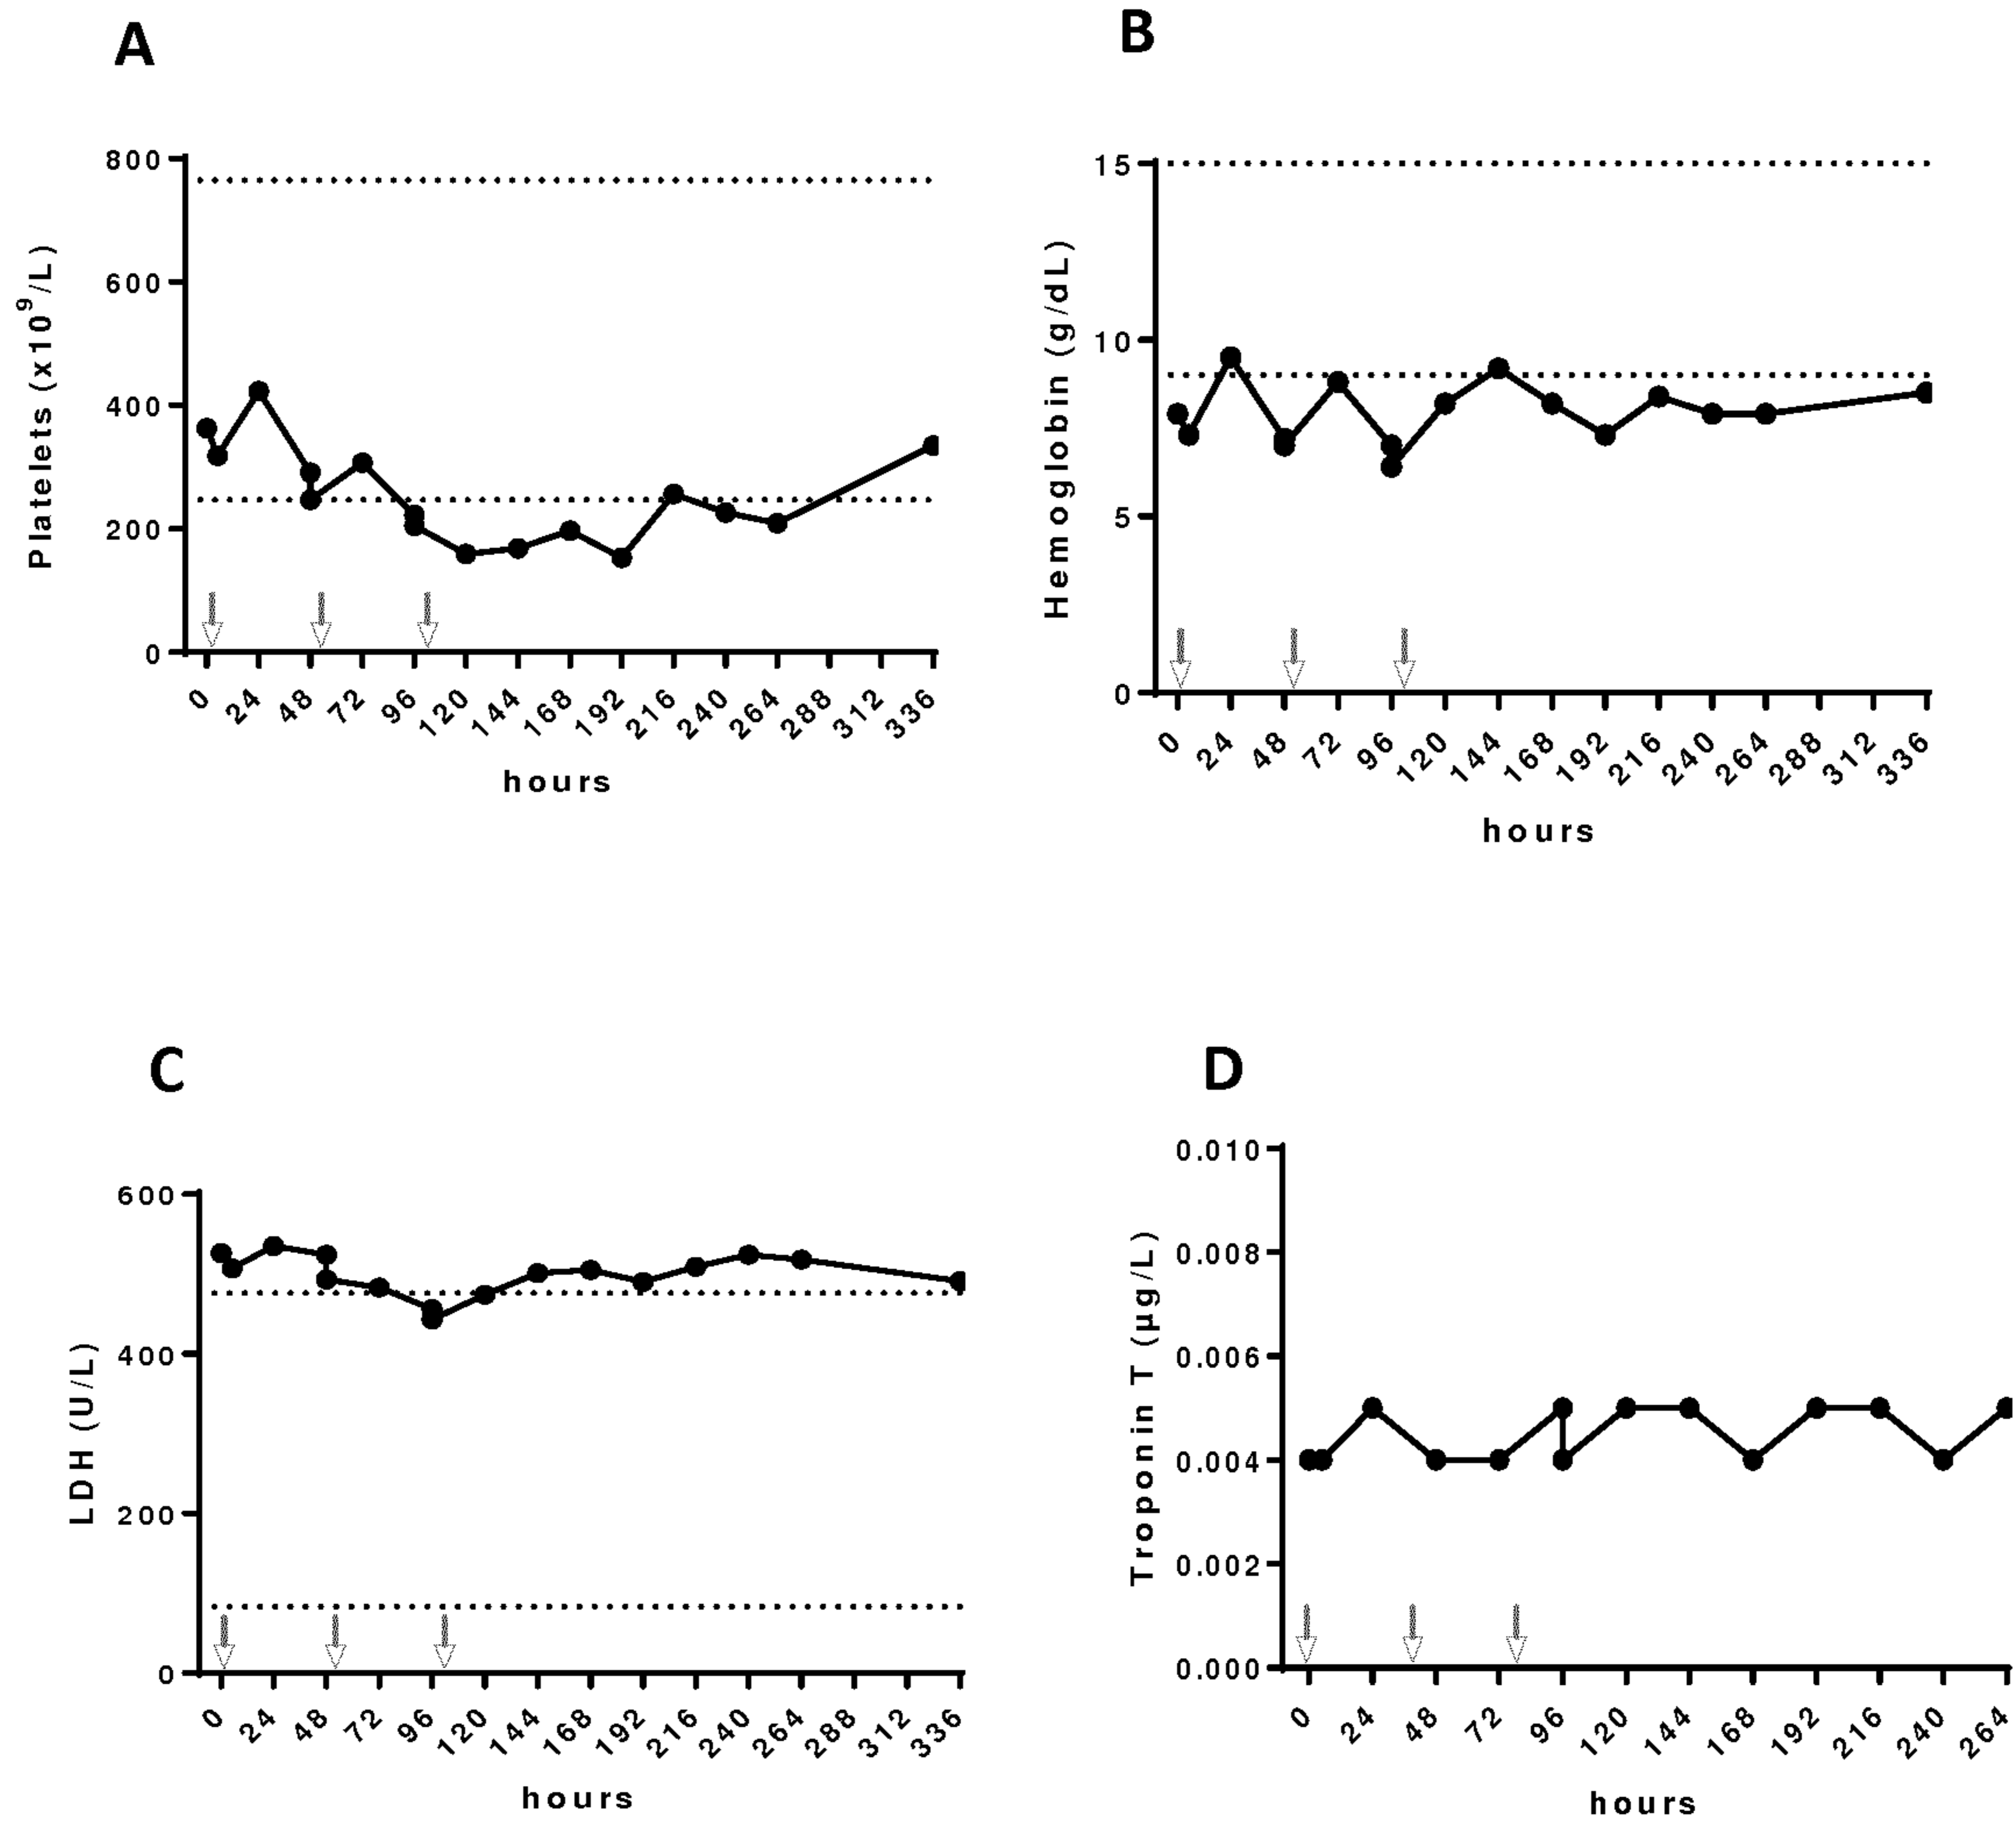 A
Platelets (x10⁹/L)
800
600
400
200
0
0 24 48 72 96 120 144 168 192 216 240 264 288 312 336
hours
B
Hemoglobin (g/dL)
15
10
5
0
0 24 48 72 96 120 144 168 192 216 240 264 288 312 336
hours
C
LDH (U/L)
600
400
200
0
0 24 48 72 96 120 144 168 192 216 240 264 288 312 336
hours
D
Troponin T (µg/L)
0.010
0.008
0.006
0.004
0.002
0.000
0 24 48 72 96 120 144 168 192 216 240 264
hours